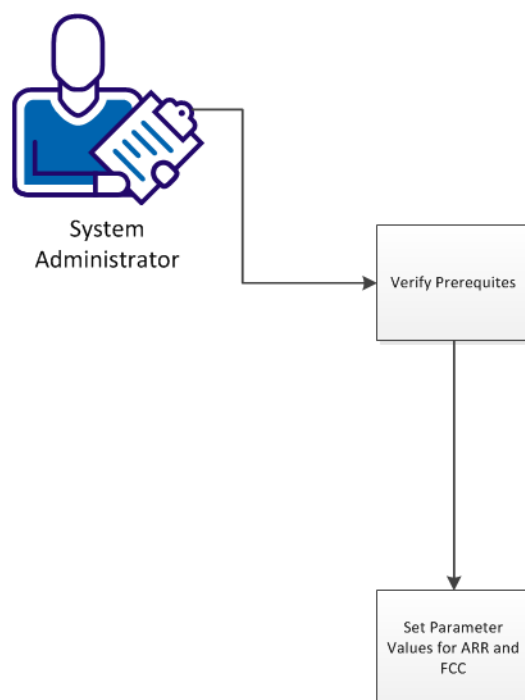 System
Administrator
Verify Prerequites
Set Parameter
Values for ARR and
FCC